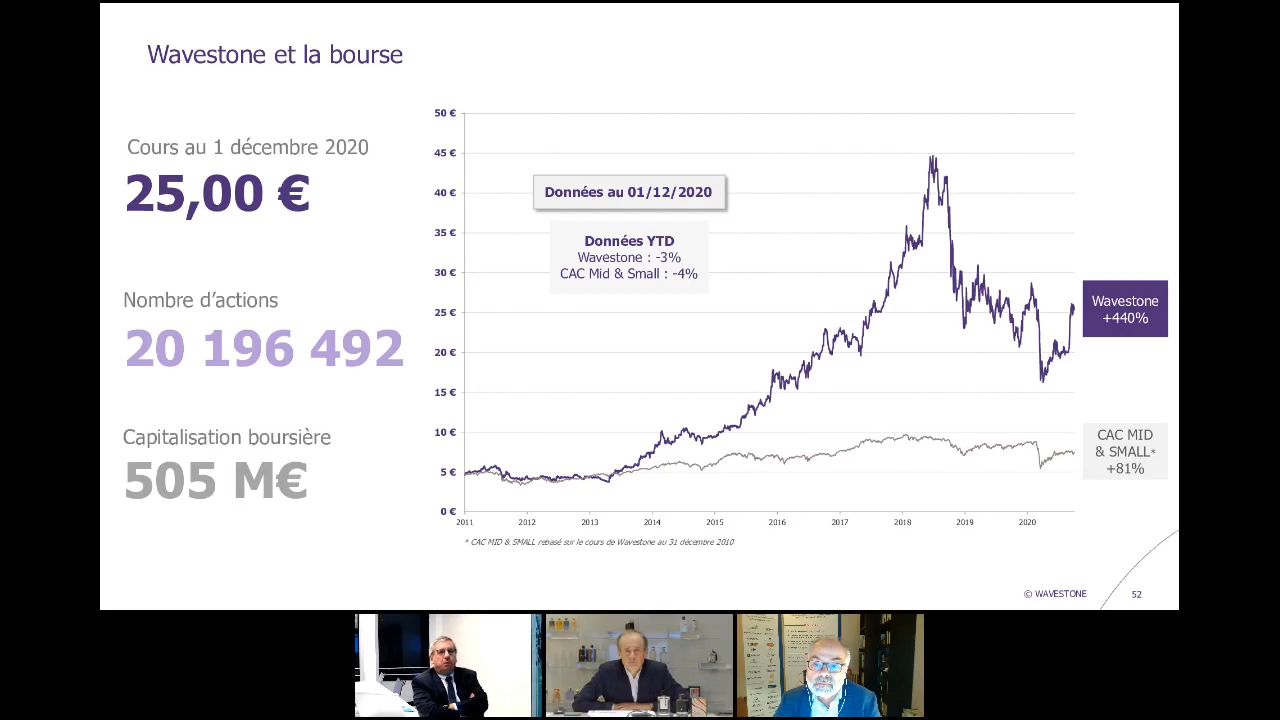 Wavestone et la bourse
Cours au 1 décembre 2020
25,00 €
Nombre d'actions
20 196 492
Capitalisation boursière
505 M€
50 €
45 €
40 €
35 €
30 €
25 €
20 €
15 €
10 €
5 €
0 €
2011 2012 2013 2014 2015 2016 2017 2018 2019 2020
Données au 01/12/2020
Données YTD
Wavestone : -3%
CAC Mid & Small : -4%
Wavestone
+440%
CAC MID
& SMALL*
+81%
* CAC MID & SMALL rebasé sur le cours de Wavestone au 31 décembre 2010
© WAVESTONE
52